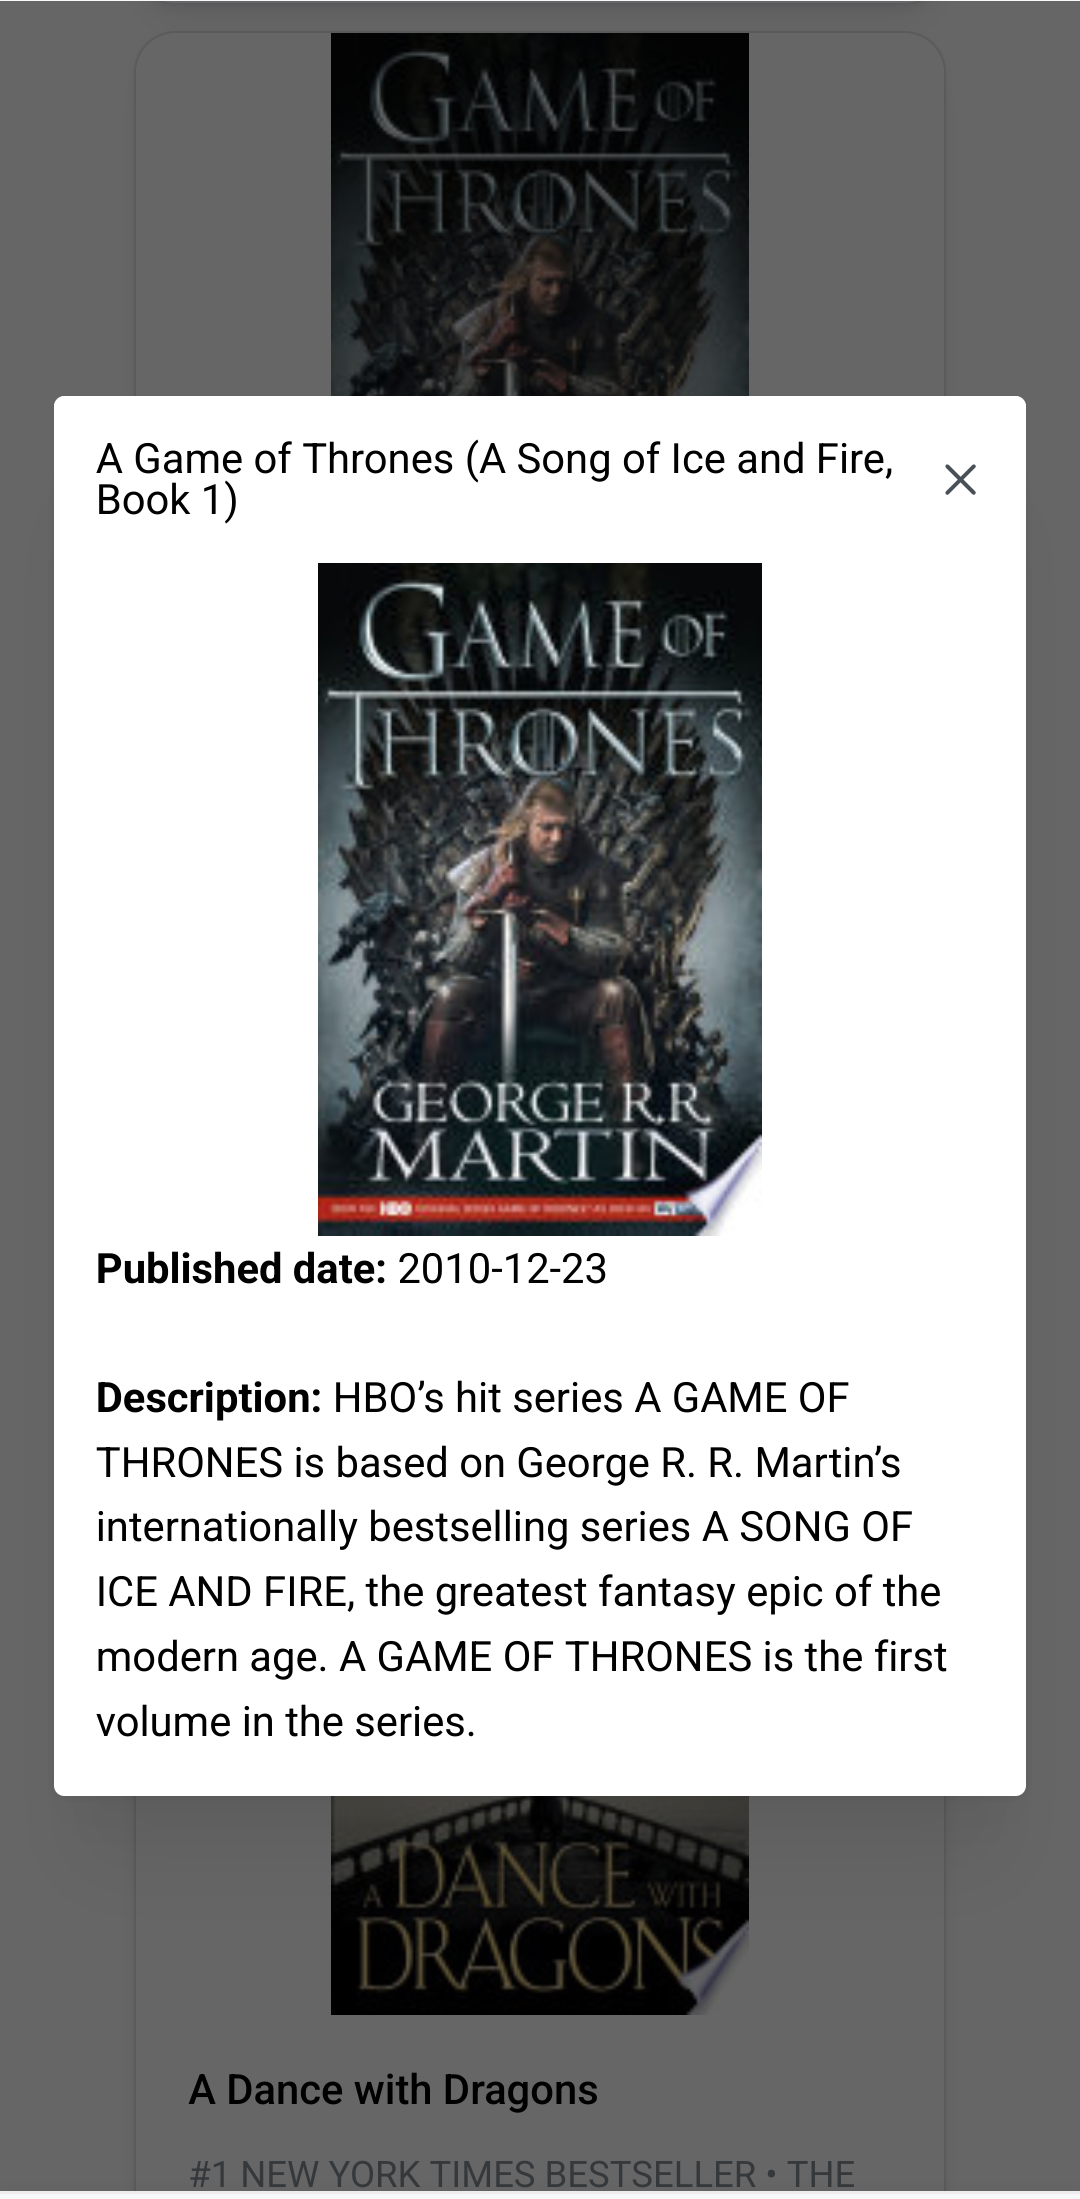 GAME OF
THRONES
A Game of Thrones (A Song of Ice and Fire,
Book 1)
GAME OF
THRONES
GEORGE R.R.
MARTIN
HBO
Published date: 2010-12-23
Description: HBO’s hit series A GAME OF
THRONES is based on George R. R. Martin’s
internationally bestselling series A SONG OF
ICE AND FIRE, the greatest fantasy epic of the
modern age. A GAME OF THRONES is the first
volume in the series.
A DANCE WITH
DRAGONS
A Dance with Dragons
#1 NEW YORK TIMES BESTSELLER • THE